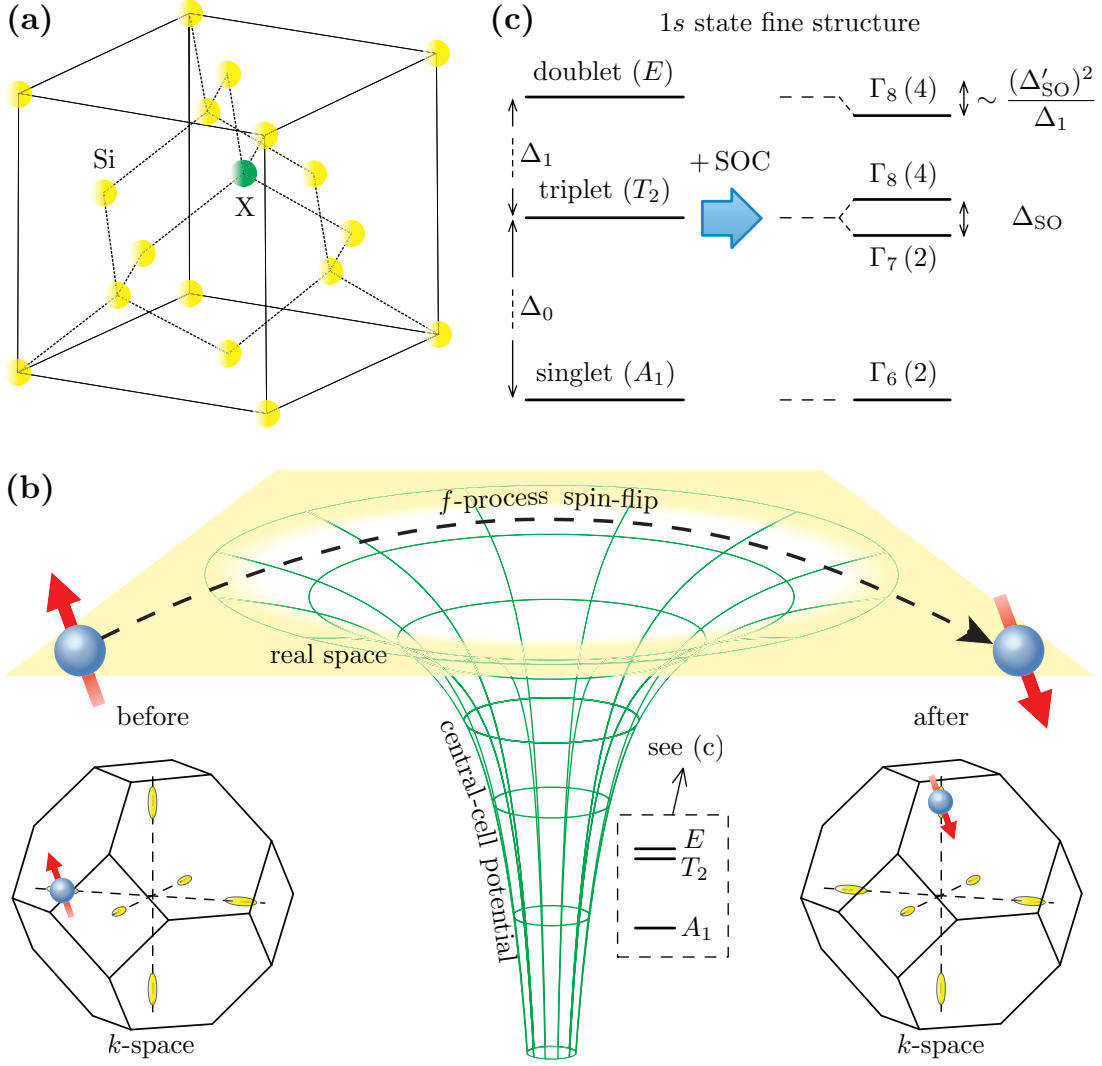 (a)
Si
X
(c)
1s state fine structure
doublet (E)
Δ₁
triplet (T₂)
Δ₀
singlet (A₁)
+ SOC
Γ₈ (4)
∼ (Δ′SO)² / Δ₁
Γ₈ (4)
ΔSO
Γ₇ (2)
Γ₆ (2)
(b)
f-process spin-flip
real space
before
after
central-cell potential
see (c)
E
T₂
A₁
k-space
k-space